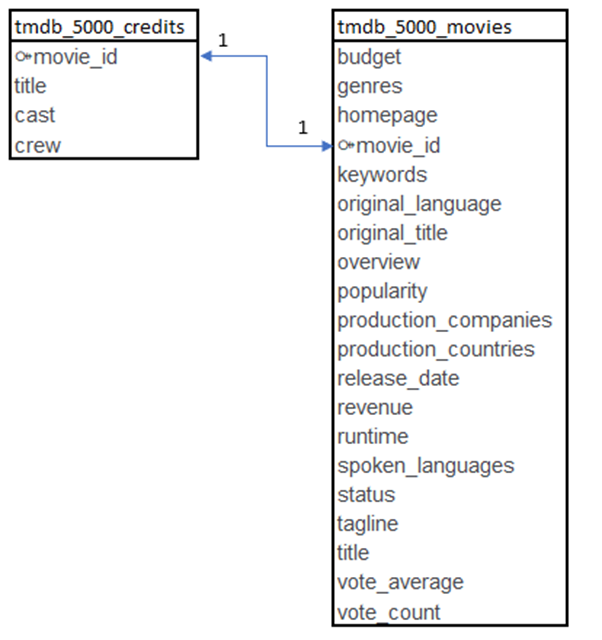 tmdb_5000_credits
movie_id
title
cast
crew
1
1
tmdb_5000_movies
budget
genres
homepage
movie_id
keywords
original_language
original_title
overview
popularity
production_companies
production_countries
release_date
revenue
runtime
spoken_languages
status
tagline
title
vote_average
vote_count